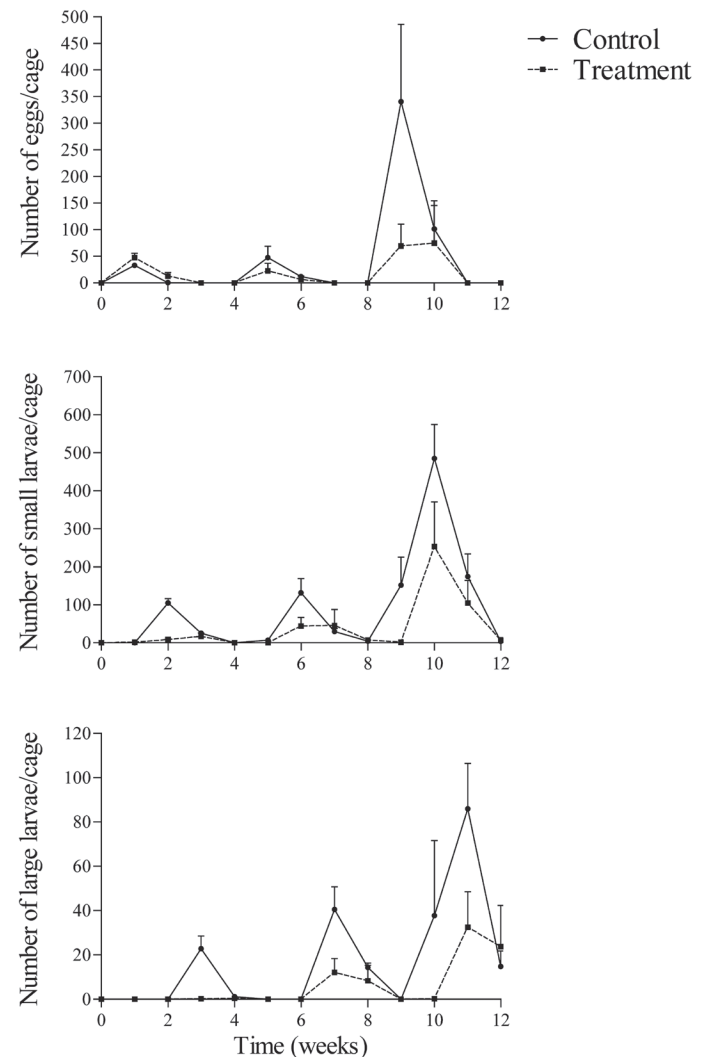 Control
Treatment
Number of eggs/cage
500
450
400
350
300
250
200
150
100
50
0
0 2 4 6 8 10 12
Number of small larvae/cage
700
600
500
400
300
200
100
0
0 2 4 6 8 10 12
Number of large larvae/cage
120
100
80
60
40
20
0
0 2 4 6 8 10 12
Time (weeks)